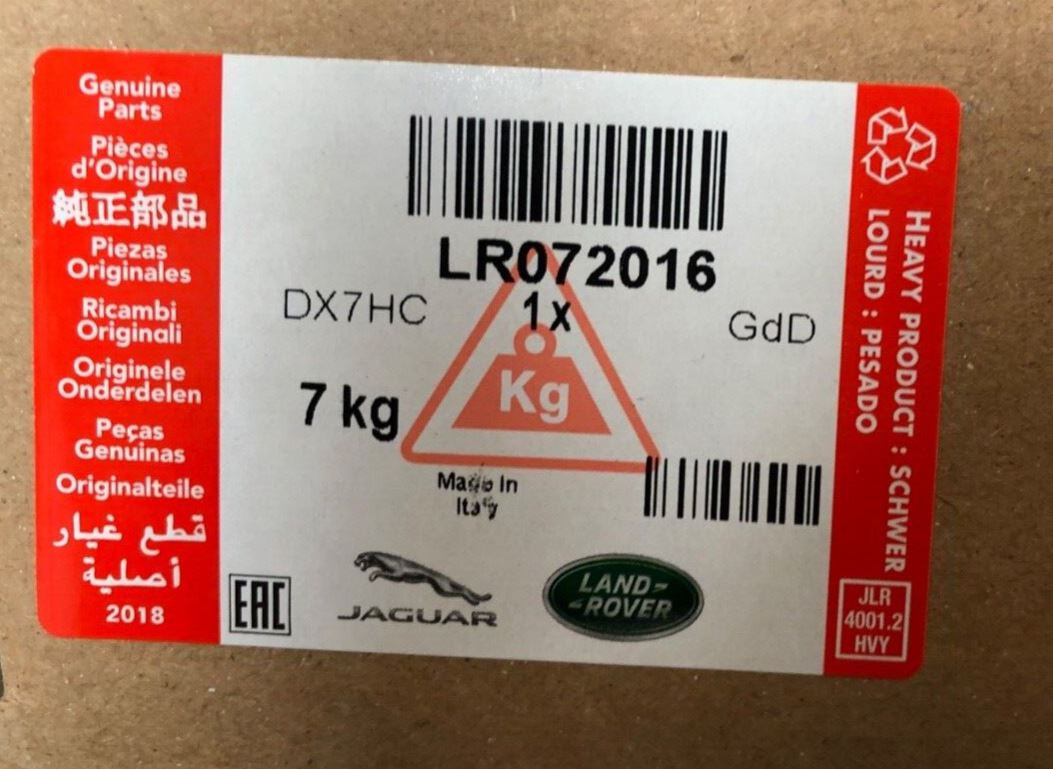 Genuine
Parts
Pièces
d'Origine
純正部品
Piezas
Originales
Ricambi
Originali
Originele
Onderdelen
Peças
Genuinas
Originalteile
قطع غيار
أصلية
2018
LR072016
DX7HC
1x
GdD
7 kg
Kg
Made In
Italy
EAC
JAGUAR
LAND-
-ROVER
HEAVY PRODUCT : SCHWER
LOURD : PESADO
JLR
4001.2
HVY